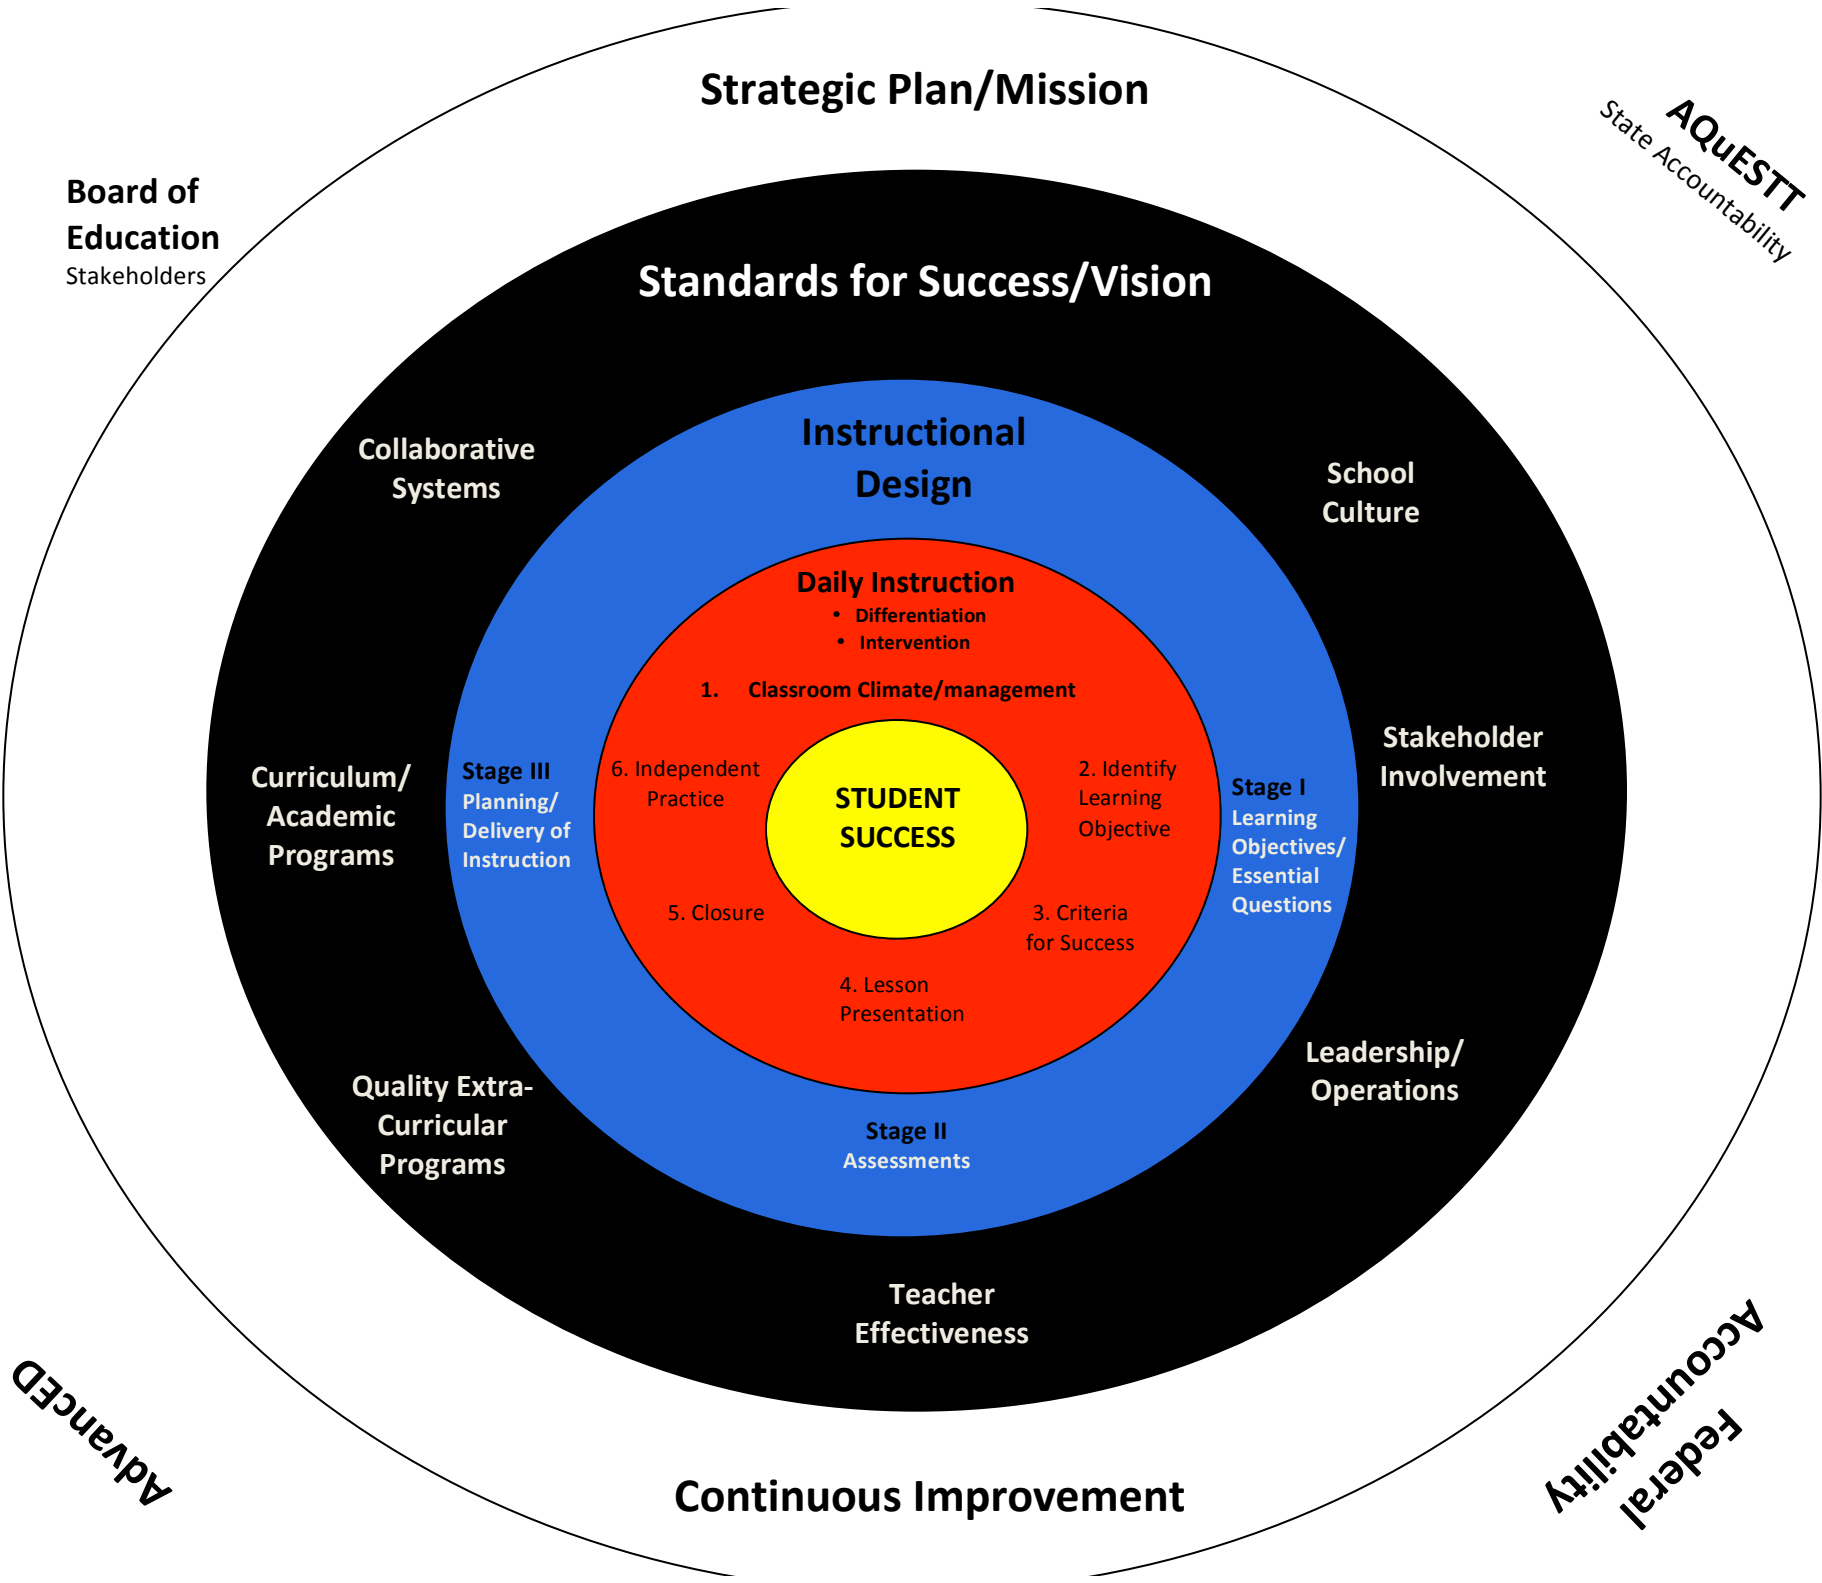 Strategic Plan/Mission
Board of
Education
Stakeholders
AQuESTT
State Accountability
Standards for Success/Vision
Collaborative
Systems
School
Culture
Instructional
Design
Daily Instruction
• Differentiation
• Intervention
1. Classroom Climate/management
Curriculum/
Academic
Programs
Stage III
Planning/
Delivery of
Instruction
6. Independent
Practice
STUDENT
SUCCESS
2. Identify
Learning
Objective
Stage I
Learning
Objectives/
Essential
Questions
Stakeholder
Involvement
5. Closure
3. Criteria
for Success
4. Lesson
Presentation
Quality Extra-
Curricular
Programs
Stage II
Assessments
Leadership/
Operations
Teacher
Effectiveness
AdvancED
Continuous Improvement
Federal
Accountability